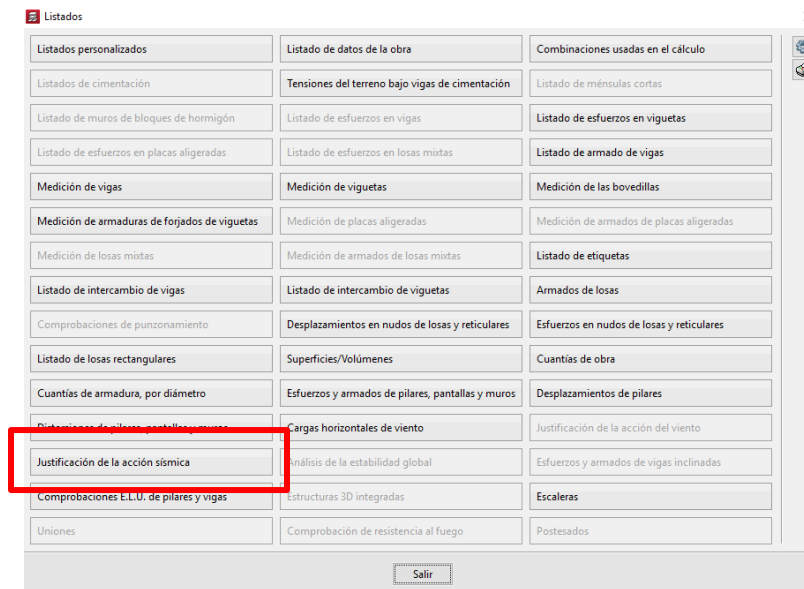 Listados
Listados personalizados
Listado de datos de la obra
Combinaciones usadas en el cálculo
Listados de cimentación
Tensiones del terreno bajo vigas de cimentación
Listado de ménsulas cortas
Listado de muros de bloques de hormigón
Listado de esfuerzos en vigas
Listado de esfuerzos en viguetas
Listado de esfuerzos en placas aligeradas
Listado de esfuerzos en losas mixtas
Listado de armado de vigas
Medición de vigas
Medición de viguetas
Medición de las bovedillas
Medición de armaduras de forjados de viguetas
Medición de placas aligeradas
Medición de armados de placas aligeradas
Medición de losas mixtas
Medición de armados de losas mixtas
Listado de etiquetas
Listado de intercambio de vigas
Listado de intercambio de viguetas
Armados de losas
Comprobaciones de punzonamiento
Desplazamientos en nudos de losas y reticulares
Esfuerzos en nudos de losas y reticulares
Listado de losas rectangulares
Superficies/Volúmenes
Cuantías de obra
Cuantías de armadura, por diámetro
Esfuerzos y armados de pilares, pantallas y muros
Desplazamientos de pilares
Distorsiones de pilares, pantallas y muros
Cargas horizontales de viento
Justificación de la acción del viento
Justificación de la acción sísmica
Análisis de la estabilidad global
Esfuerzos y armados de vigas inclinadas
Comprobaciones E.L.U. de pilares y vigas
Estructuras 3D integradas
Escaleras
Uniones
Comprobación de resistencia al fuego
Postesados
Salir